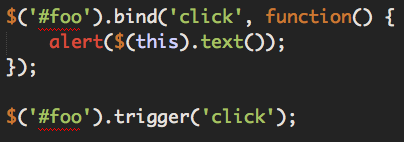 $('#foo').bind('click', function() {
    alert($(this).text());
});

$('#foo').trigger('click');